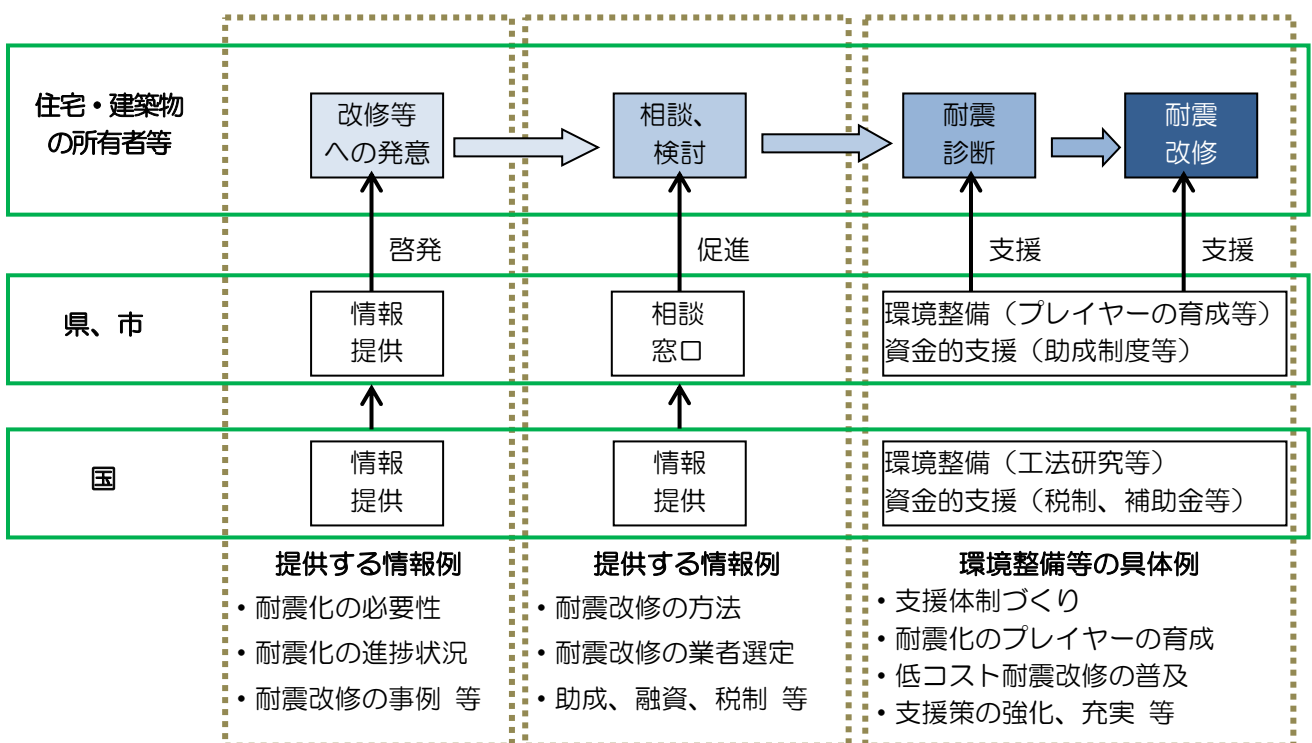 住宅・建築物
の所有者等
改修等
への発意
相談、
検討
耐震
診断
耐震
改修
啓発
促進
支援
支援
県、市
情報
提供
相談
窓口
環境整備（プレイヤーの育成等）
資金的支援（助成制度等）
国
情報
提供
情報
提供
環境整備（工法研究等）
資金的支援（税制、補助金等）
提供する情報例
・耐震化の必要性
・耐震化の進捗状況
・耐震改修の事例 等
提供する情報例
・耐震改修の方法
・耐震改修の業者選定
・助成、融資、税制 等
環境整備等の具体例
・支援体制づくり
・耐震化のプレイヤーの育成
・低コスト耐震改修の普及
・支援策の強化、充実 等